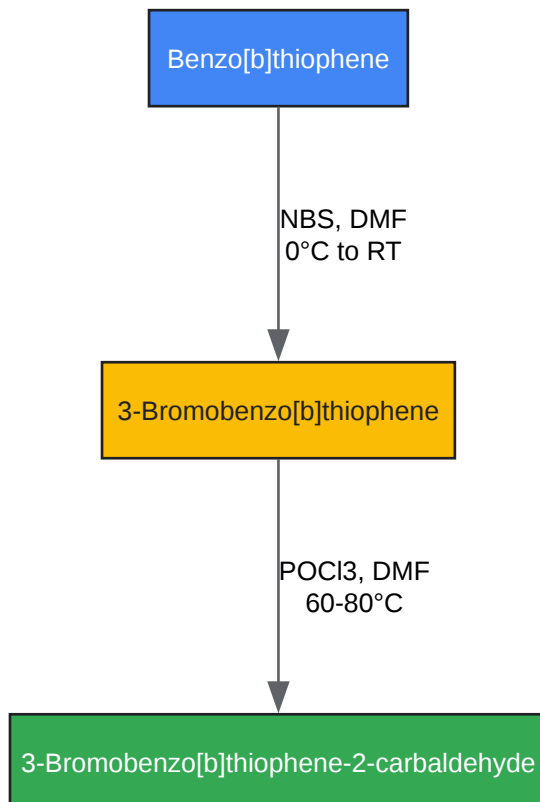 Benzo[b]thiophene
NBS, DMF
0°C to RT
3-Bromobenzo[b]thiophene
POCl3, DMF
60-80°C
3-Bromobenzo[b]thiophene-2-carbaldehyde